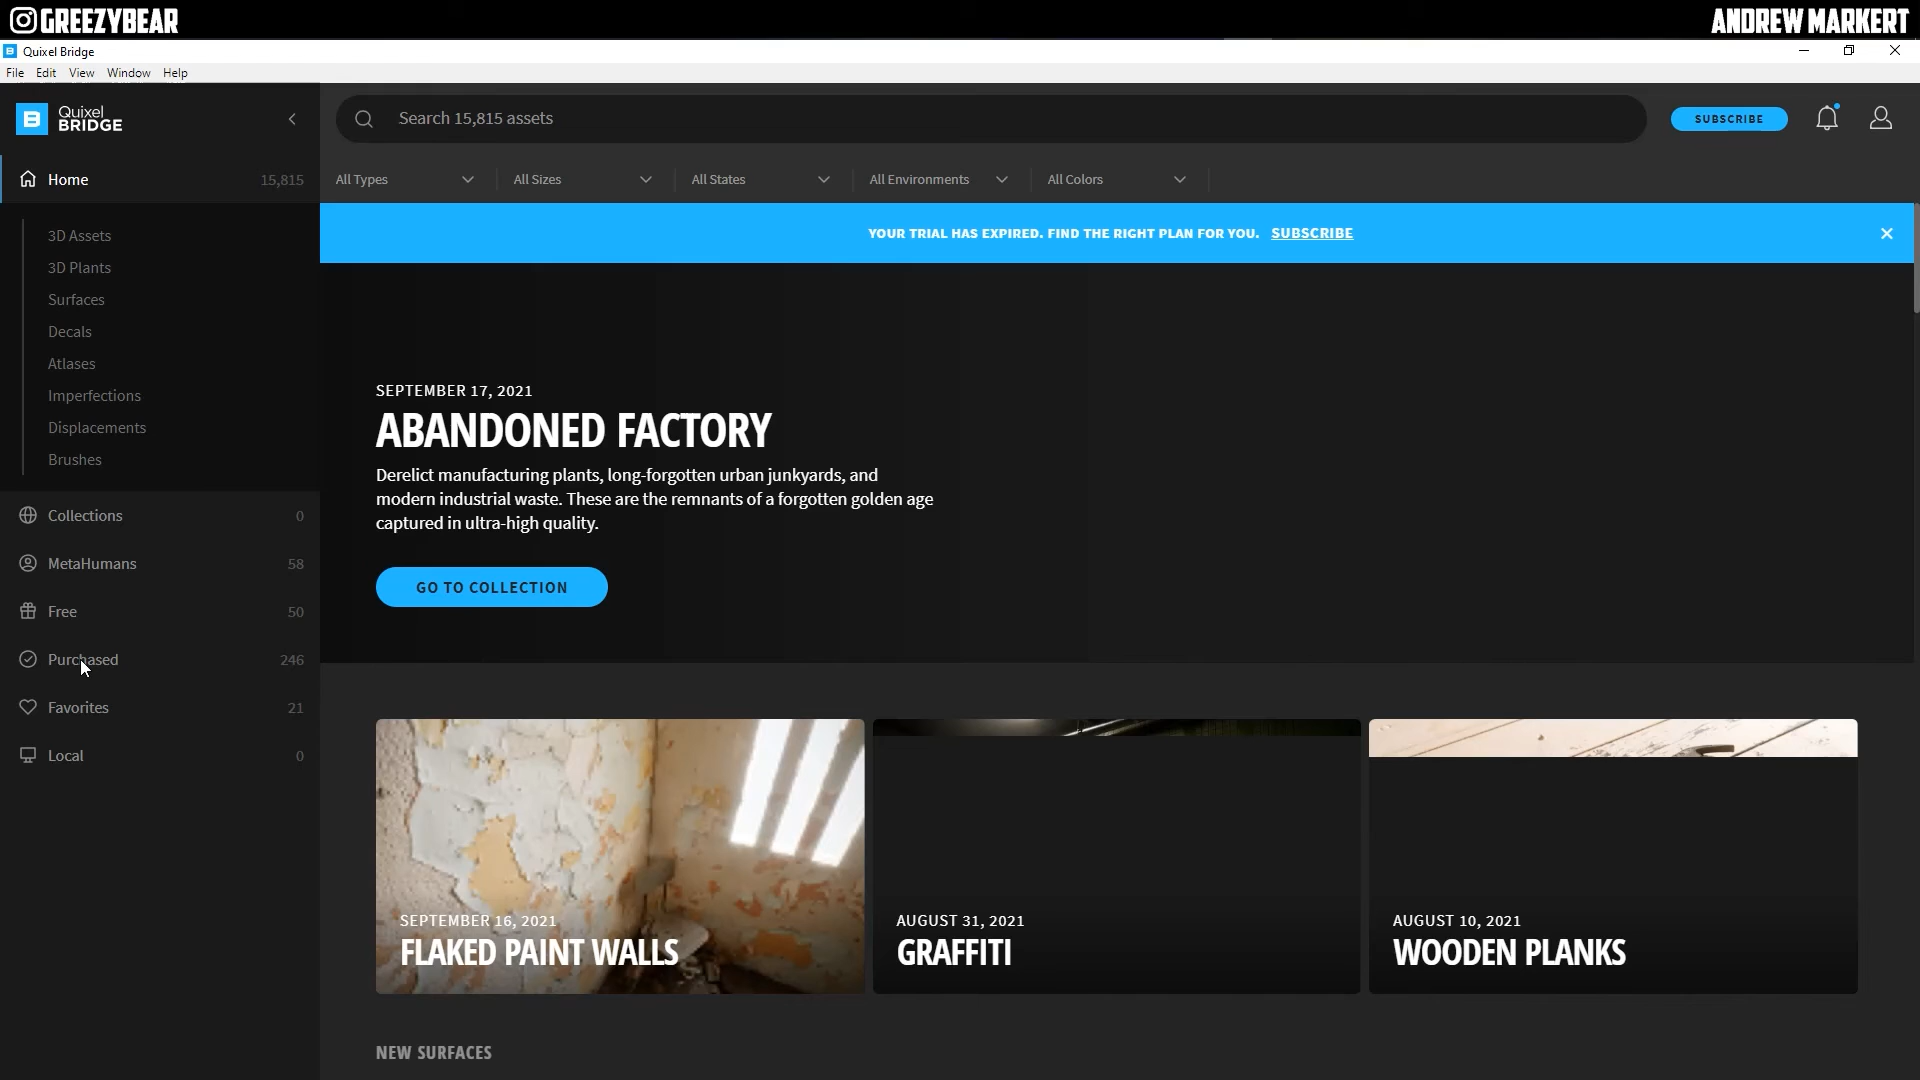 GREEZYBEAR
ANDREW MARKERT
Quixel Bridge
File Edit View Window Help
Quixel
BRIDGE
Search 15,815 assets
SUBSCRIBE
Home 15,815
All Types
All Sizes
All States
All Environments
All Colors
YOUR TRIAL HAS EXPIRED. FIND THE RIGHT PLAN FOR YOU. SUBSCRIBE
3D Assets
3D Plants
Surfaces
Decals
Atlases
Imperfections
Displacements
Brushes
Collections 0
MetaHumans 58
Free 50
Purchased 246
Favorites 21
Local 0
SEPTEMBER 17, 2021
ABANDONED FACTORY
Derelict manufacturing plants, long-forgotten urban junkyards, and
modern industrial waste. These are the remnants of a forgotten golden age
captured in ultra-high quality.
GO TO COLLECTION
SEPTEMBER 16, 2021
FLAKED PAINT WALLS
AUGUST 31, 2021
GRAFFITI
AUGUST 10, 2021
WOODEN PLANKS
NEW SURFACES